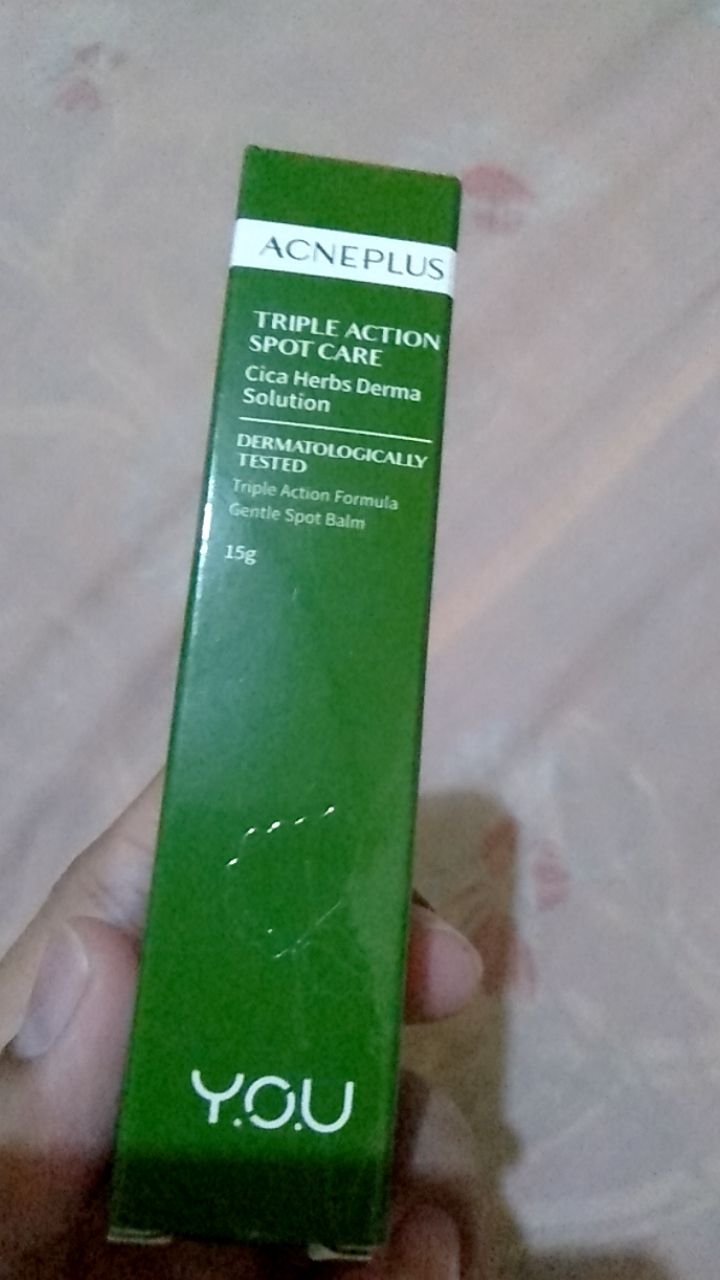 ACNEPLUS
TRIPLE ACTION
SPOT CARE
Cica Herbs Derma
Solution
DERMATOLOGICALLY
TESTED
Triple Action Formula
Gentle Spot Balm
15g
Y.O.U